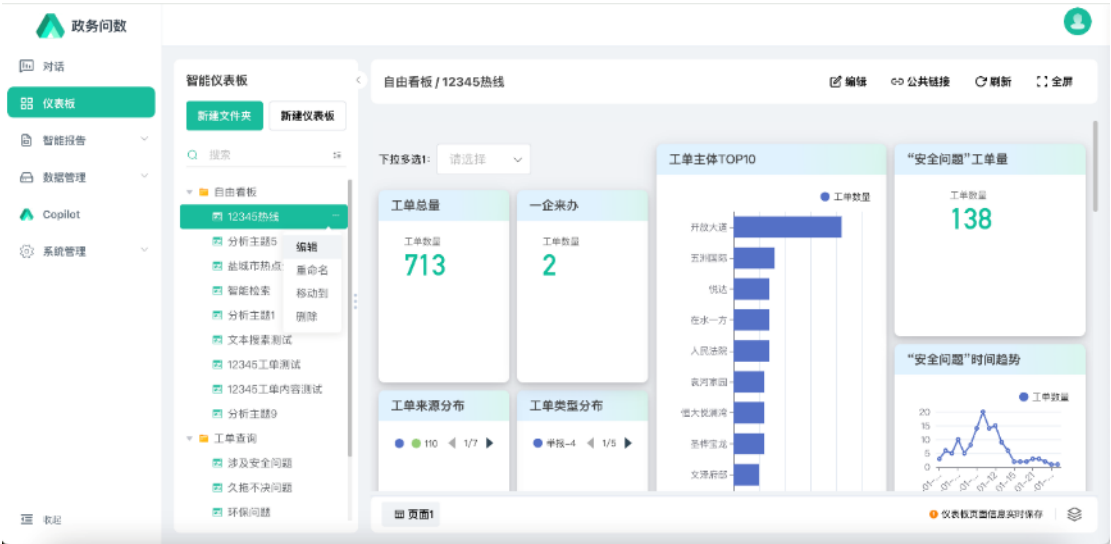 政务问数
对话
仪表板
智能报告
数据管理
Copilot
系统管理
收起
智能仪表板
新建文件夹 新建仪表板
搜索
自由看板
12345热线
分析主题5
盐城市热点
智能检索
分析主题1
文本搜索测试
12345工单测试
12345工单内容测试
分析主题9
工单查询
涉及安全问题
久拖不决问题
环保问题
编辑
重命名
移动到
删除
自由看板 / 12345热线
编辑 公共链接 刷新 全屏
下拉多选1: 请选择
工单总量
工单数量
713
一企来办
工单数量
2
工单来源分布
110 1/7
工单类型分布
举报-4 1/5
工单主体TOP10
工单数量
开放大道
五洲国际
悦达
在水一方
人民法院
恒大悦澜湾
圣桦宝龙
“安全问题”工单量
工单数量
138
“安全问题”时间趋势
工单数量
20
15
10
5
0
01-12 01-15 01-21
页面1
仪表板页面信息实时保存